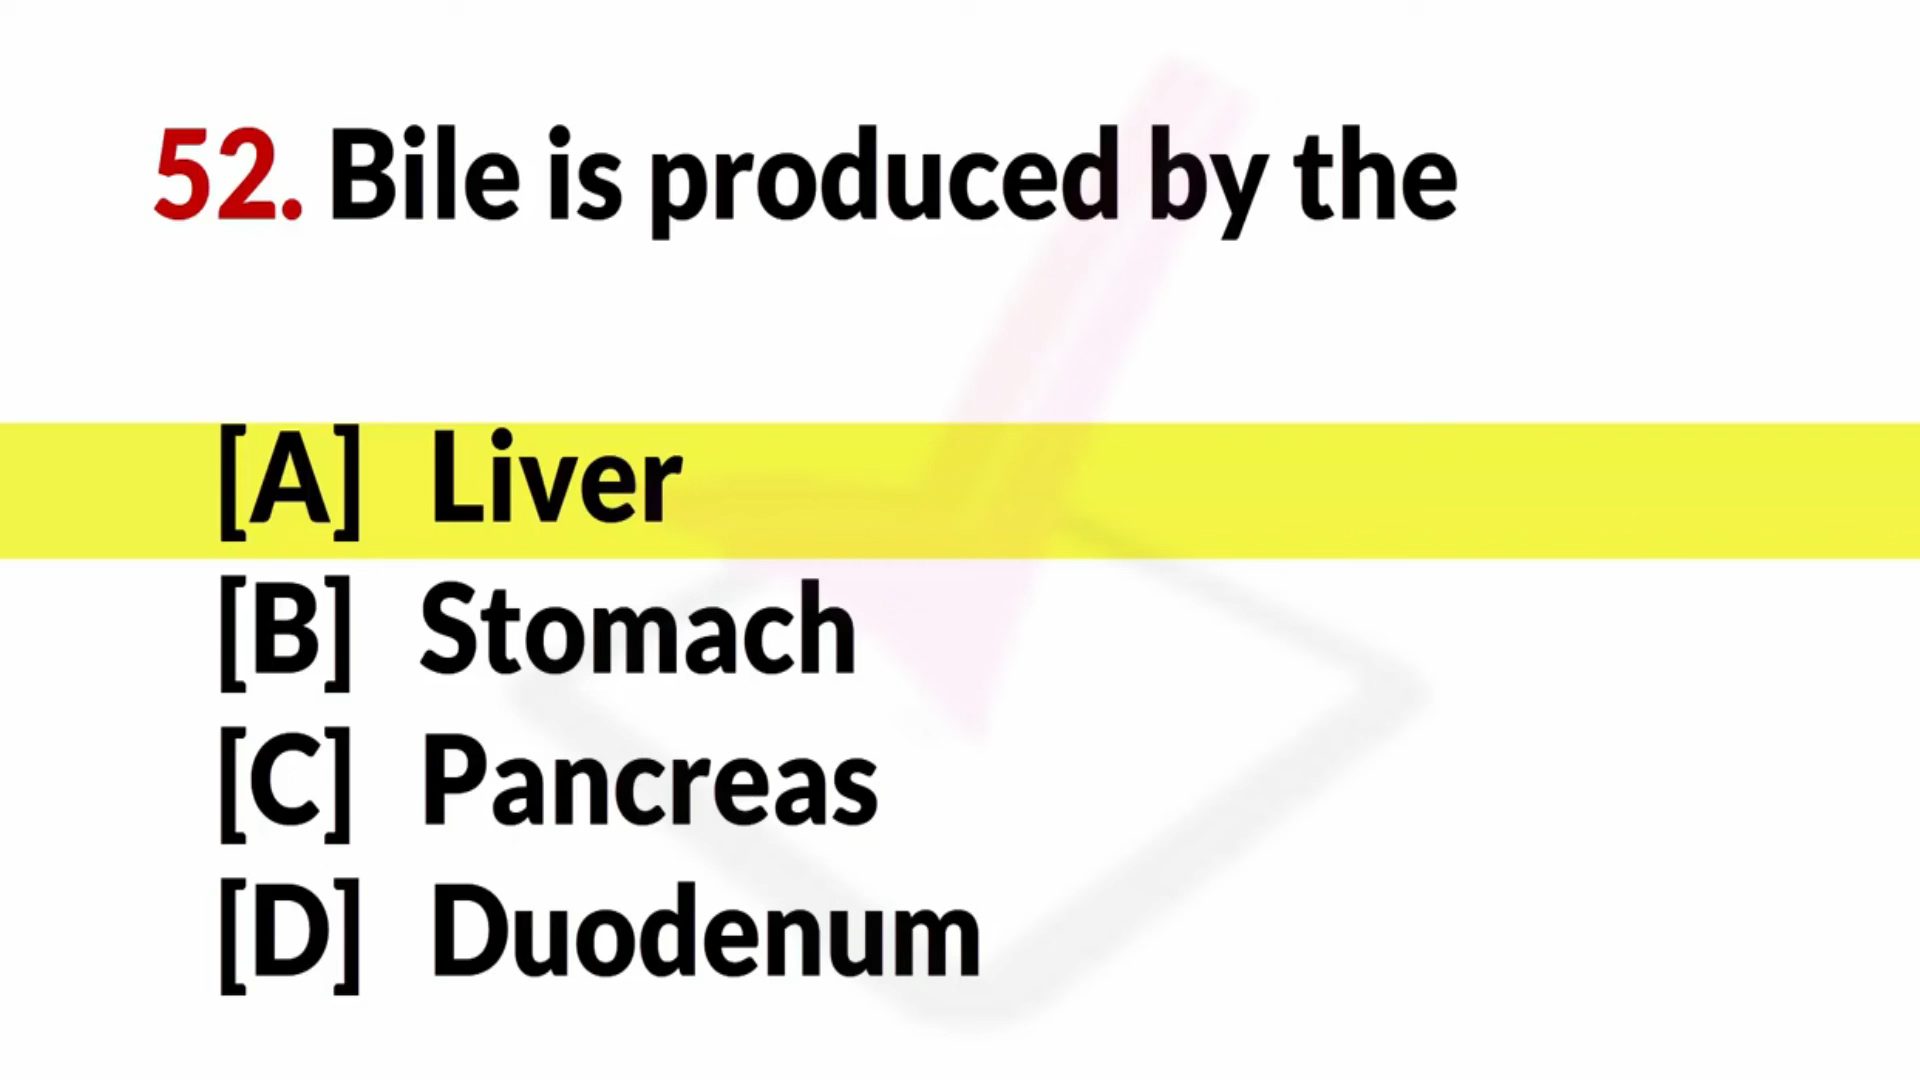 52. Bile is produced by the
[A] Liver
[B] Stomach
[C] Pancreas
[D] Duodenum